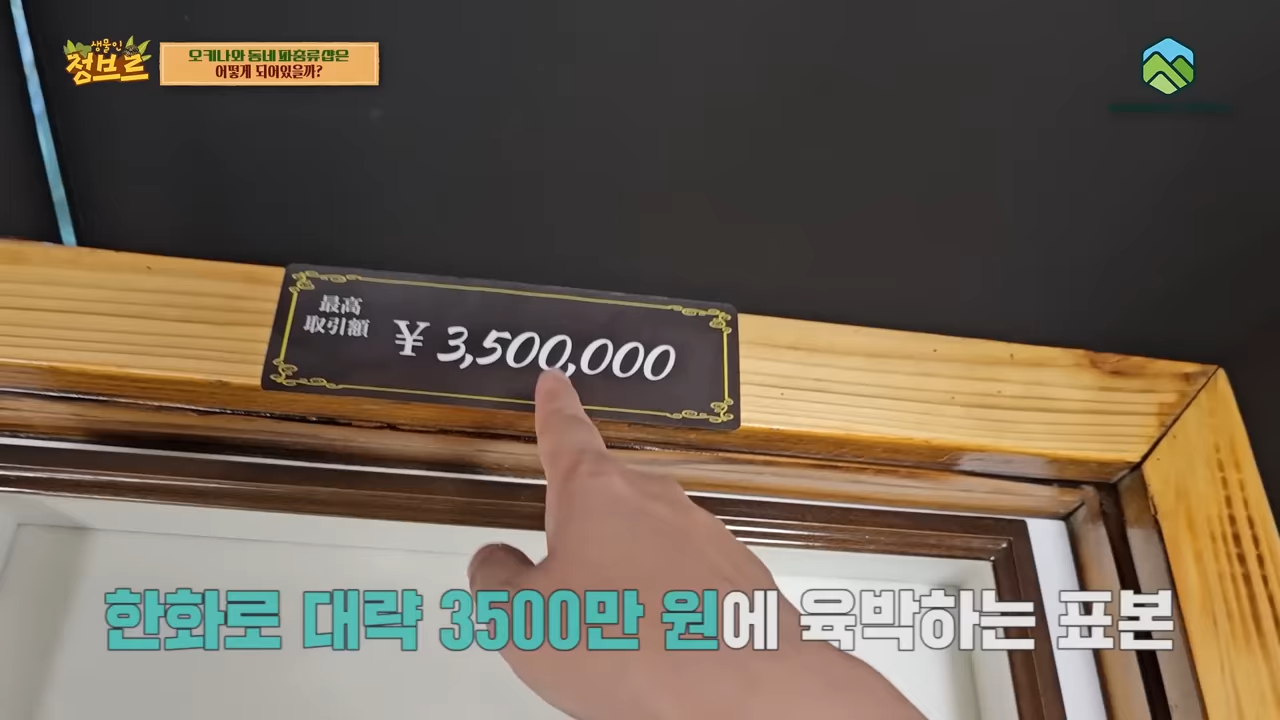 생물인
정브르
오키나와 동네 파충류샵은
어떻게 되어있을까?
最高
取引額
¥ 3,500,000
한화로 대략 3500만 원에 육박하는 표본